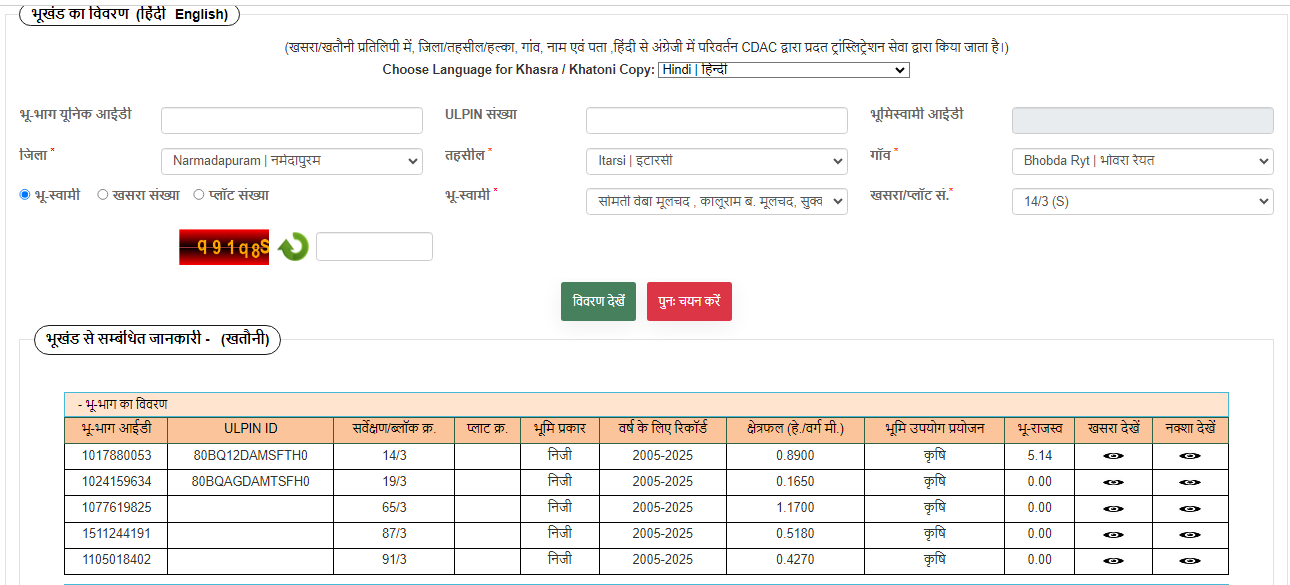 भूखंड का विवरण (हिंदी English)
(खसरा/खतौनी प्रतिलिपी में, जिला/तहसील/हल्का, गांव, नाम एवं पता ,हिंदी से अंग्रेजी में परिवर्तन CDAC द्वारा प्रदत ट्रांस्लिट्रेशन सेवा द्वारा किया जाता है।)
Choose Language for Khasra / Khatoni Copy: Hindi | हिन्दी
भू-भाग यूनिक आईडी ULPIN संख्या भूमिस्वामी आईडी
जिला * Narmadapuram | नर्मदापुरम तहसील * Itarsi | इटारसी गाँव * Bhobda Ryt | भोवरा रैयत
भू-स्वामी खसरा संख्या प्लॉट संख्या भू-स्वामी * खसरा/प्लॉट सं.* 14/3 (S)
विवरण देखें पुनः चयन करें
भूखंड से सम्बंधित जानकारी - (खतौनी)
- भू-भाग का विवरण
भू-भाग आईडी ULPIN ID सर्वेक्षण/ब्लॉक क्र. प्लाट क्र. भूमि प्रकार वर्ष के लिए रिकॉर्ड क्षेत्रफल (हे./वर्ग मी.) भूमि उपयोग प्रयोजन भू-राजस्व खसरा देखें नक्शा देखें
1017880053 80BQ12DAMSFTH0 14/3 निजी 2005-2025 0.8900 कृषि 5.14
1024159634 80BQAGDAMTSFH0 19/3 निजी 2005-2025 0.1650 कृषि 0.00
1077619825 65/3 निजी 2005-2025 1.1700 कृषि 0.00
1511244191 87/3 निजी 2005-2025 0.5180 कृषि 0.00
1105018402 91/3 निजी 2005-2025 0.4270 कृषि 0.00